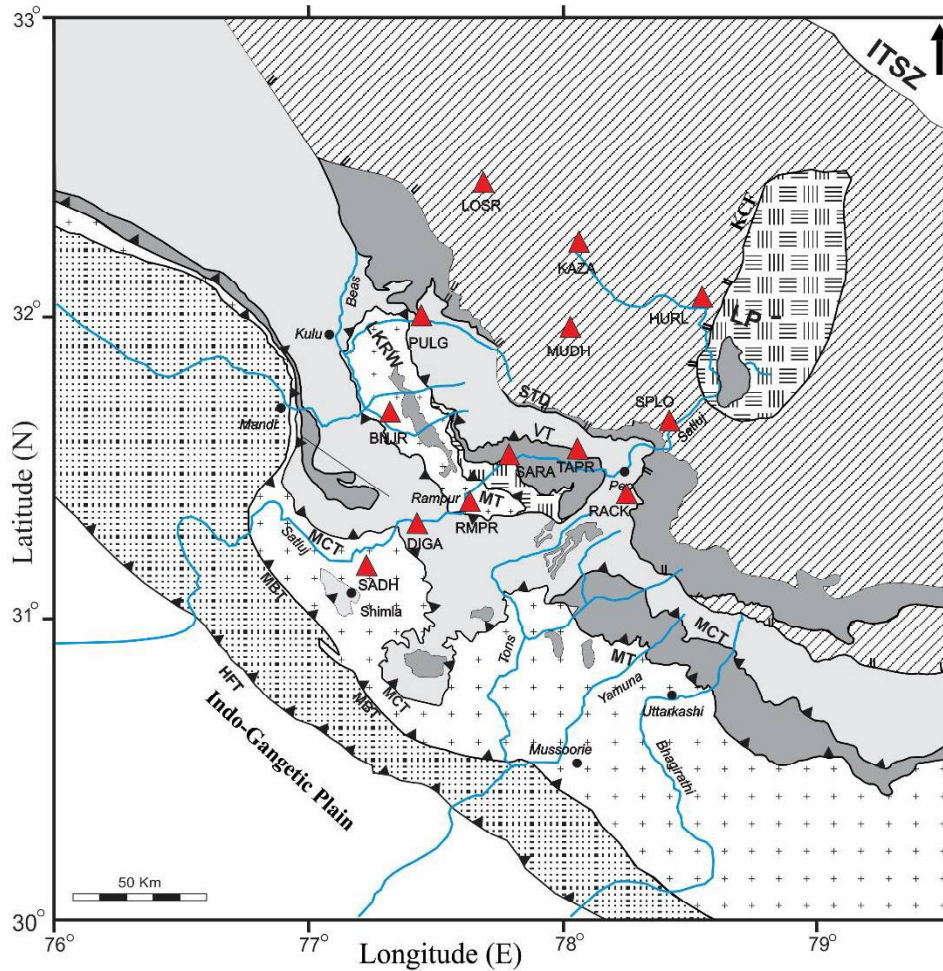 33°
ITSZ
LOSR
KCF
KAZA
Beas
32°
HURL
LP
Kulu
PULG
KRW
MUDH
STD
SPLO
Mandi
BNJR
VT
Satluj
SARA
TAPR
Rampur
MT
RMPR
RACK
DIGA
MCT
Satluj
SADH
MBT
Shimla
31°
MCT
Tons
MT
HFT
Yamuna
MCT
MBT
Uttarkashi
Indo-Gangetic Plain
Mussoorie
Bhagirathi
50 Km
30°
76°
77°
78°
79°
Latitude (N)
Longitude (E)